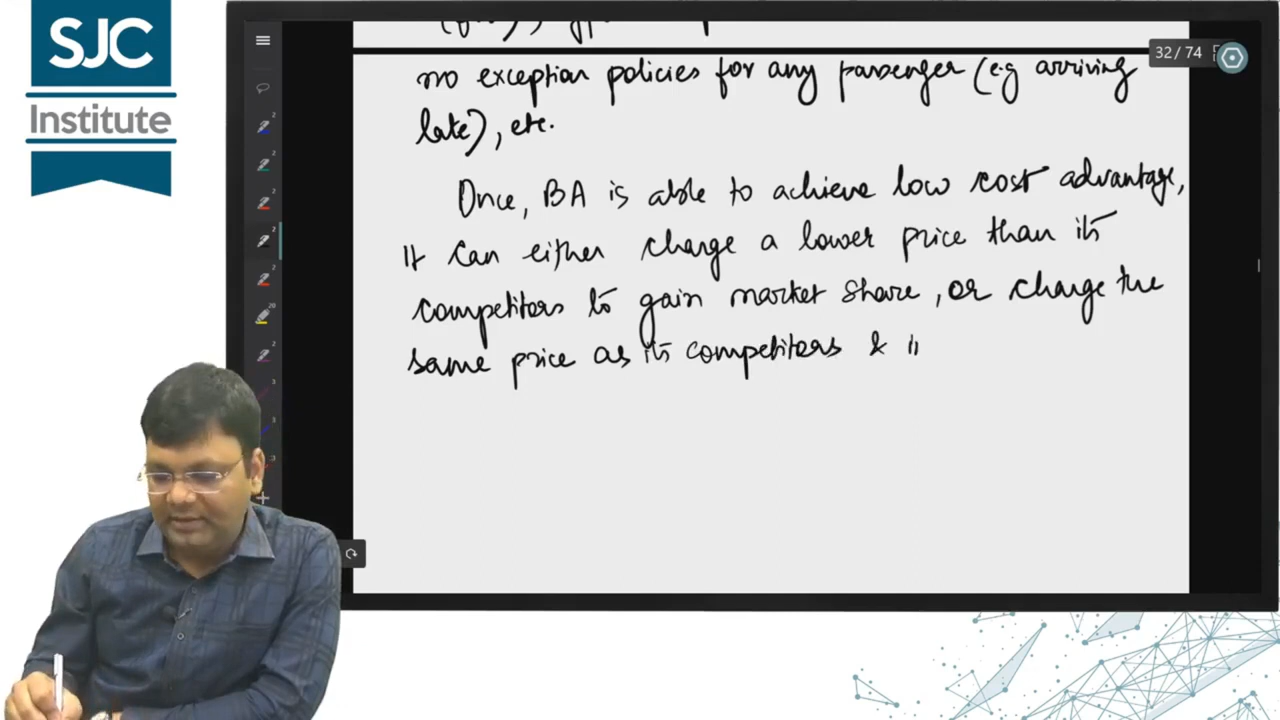 SJC
Institute
32/74
no exception policies for any passenger (e.g arriving
late), etc.
Once, BA is able to achieve low cost advantage,
It can either charge a lower price than its
competitors to gain market share, or charge the
same price as its competitors &